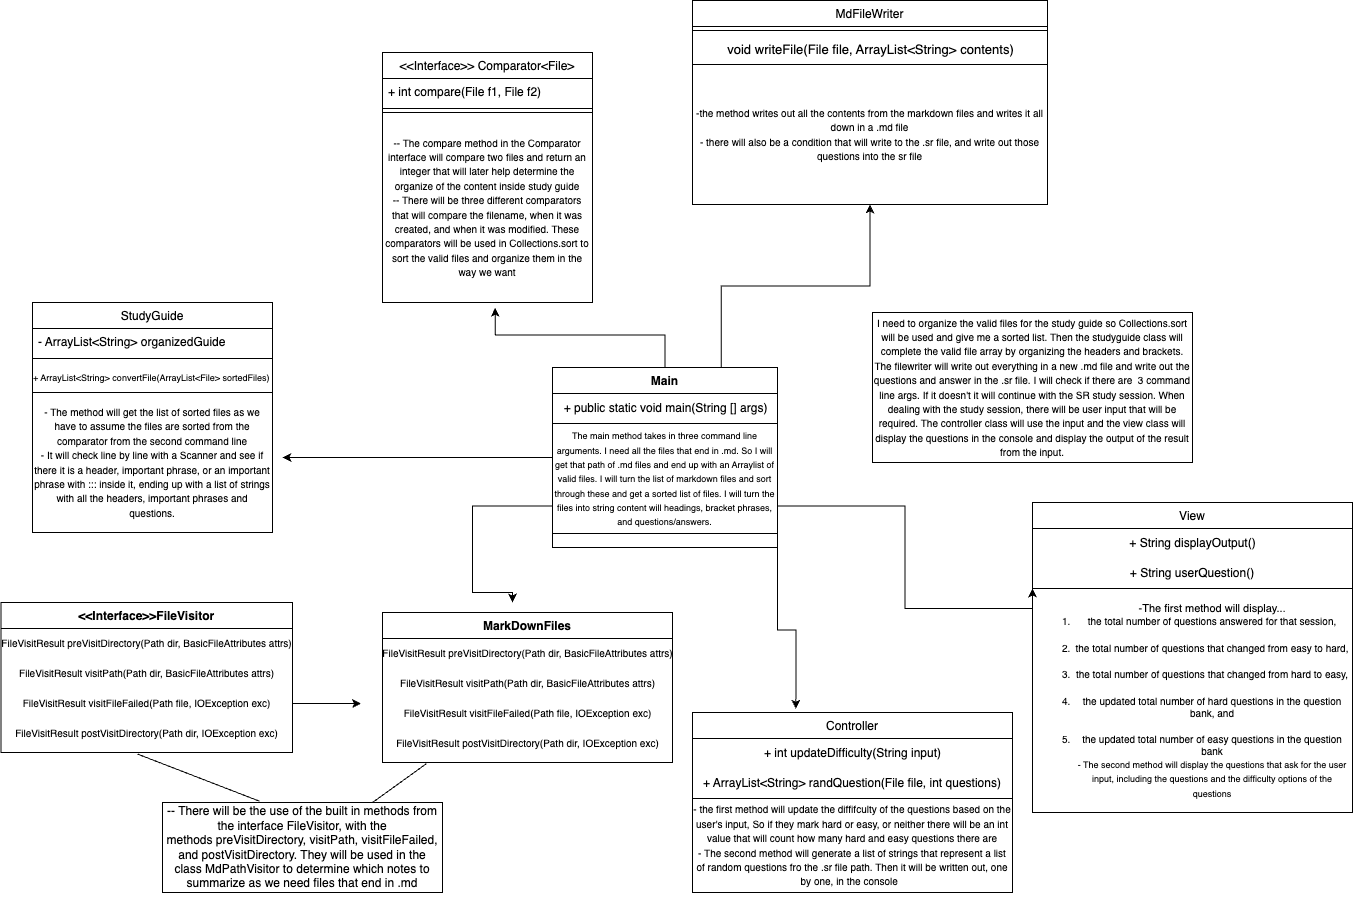 MdFileWriter
void writeFile(File file, ArrayList<String> contents)
-the method writes out all the contents from the markdown files and writes it all
down in a .md file
- there will also be a condition that will write to the .sr file, and write out those
questions into the sr file
<<Interface>> Comparator<File>
+ int compare(File f1, File f2)
-- The compare method in the Comparator
interface will compare two files and return an
integer that will later help determine the
organize of the content inside study guide
-- There will be three different comparators
that will compare the filename, when it was
created, and when it was modified. These
comparators will be used in Collections.sort to
sort the valid files and organize them in the
way we want
StudyGuide
- ArrayList<String> organizedGuide
+ ArrayList<String> convertFile(ArrayList<File> sortedFiles)
- The method will get the list of sorted files as we
have to assume the files are sorted from the
comparator from the second command line
- It will check line by line with a Scanner and see if
there it is a header, important phrase, or an important
phrase with ::: inside it, ending up with a list of strings
with all the headers, important phrases and
questions.
Main
+ public static void main(String [] args)
The main method takes in three command line
arguments. I need all the files that end in .md. So I will
get that path of .md files and end up with an Arraylist of
valid files. I will turn the list of markdown files and sort
through these and get a sorted list of files. I will turn the
files into string content will headings, bracket phrases,
and questions/answers.
I need to organize the valid files for the study guide so Collections.sort
will be used and give me a sorted list. Then the studyguide class will
complete the valid file array by organizing the headers and brackets.
The filewriter will write out everything in a new .md file and write out the
questions and answer in the .sr file. I will check if there are 3 command
line args. If it doesn't it will continue with the SR study session. When
dealing with the study session, there will be user input that will be
required. The controller class will use the input and the view class will
display the questions in the console and display the output of the result
from the input.
View
+ String displayOutput()
+ String userQuestion()
-The first method will display...
1. the total number of questions answered for that session,
2. the total number of questions that changed from easy to hard,
3. the total number of questions that changed from hard to easy,
4. the updated total number of hard questions in the question
bank, and
5. the updated total number of easy questions in the question
bank
- The second method will display the questions that ask for the user
input, including the questions and the difficulty options of the
questions
<<Interface>>FileVisitor
FileVisitResult preVisitDirectory(Path dir, BasicFileAttributes attrs)
FileVisitResult visitPath(Path dir, BasicFileAttributes attrs)
FileVisitResult visitFileFailed(Path file, IOException exc)
FileVisitResult postVisitDirectory(Path dir, IOException exc)
MarkDownFiles
FileVisitResult preVisitDirectory(Path dir, BasicFileAttributes attrs)
FileVisitResult visitPath(Path dir, BasicFileAttributes attrs)
FileVisitResult visitFileFailed(Path file, IOException exc)
FileVisitResult postVisitDirectory(Path dir, IOException exc)
-- There will be the use of the built in methods from
the interface FileVisitor, with the
methods preVisitDirectory, visitPath, visitFileFailed,
and postVisitDirectory. They will be used in the
class MdPathVisitor to determine which notes to
summarize as we need files that end in .md
Controller
+ int updateDifficulty(String input)
+ ArrayList<String> randQuestion(File file, int questions)
- the first method will update the diffifculty of the questions based on the
user's input, So if they mark hard or easy, or neither there will be an int
value that will count how many hard and easy questions there are
- The second method will generate a list of strings that represent a list
of random questions fro the .sr file path. Then it will be written out, one
by one, in the console